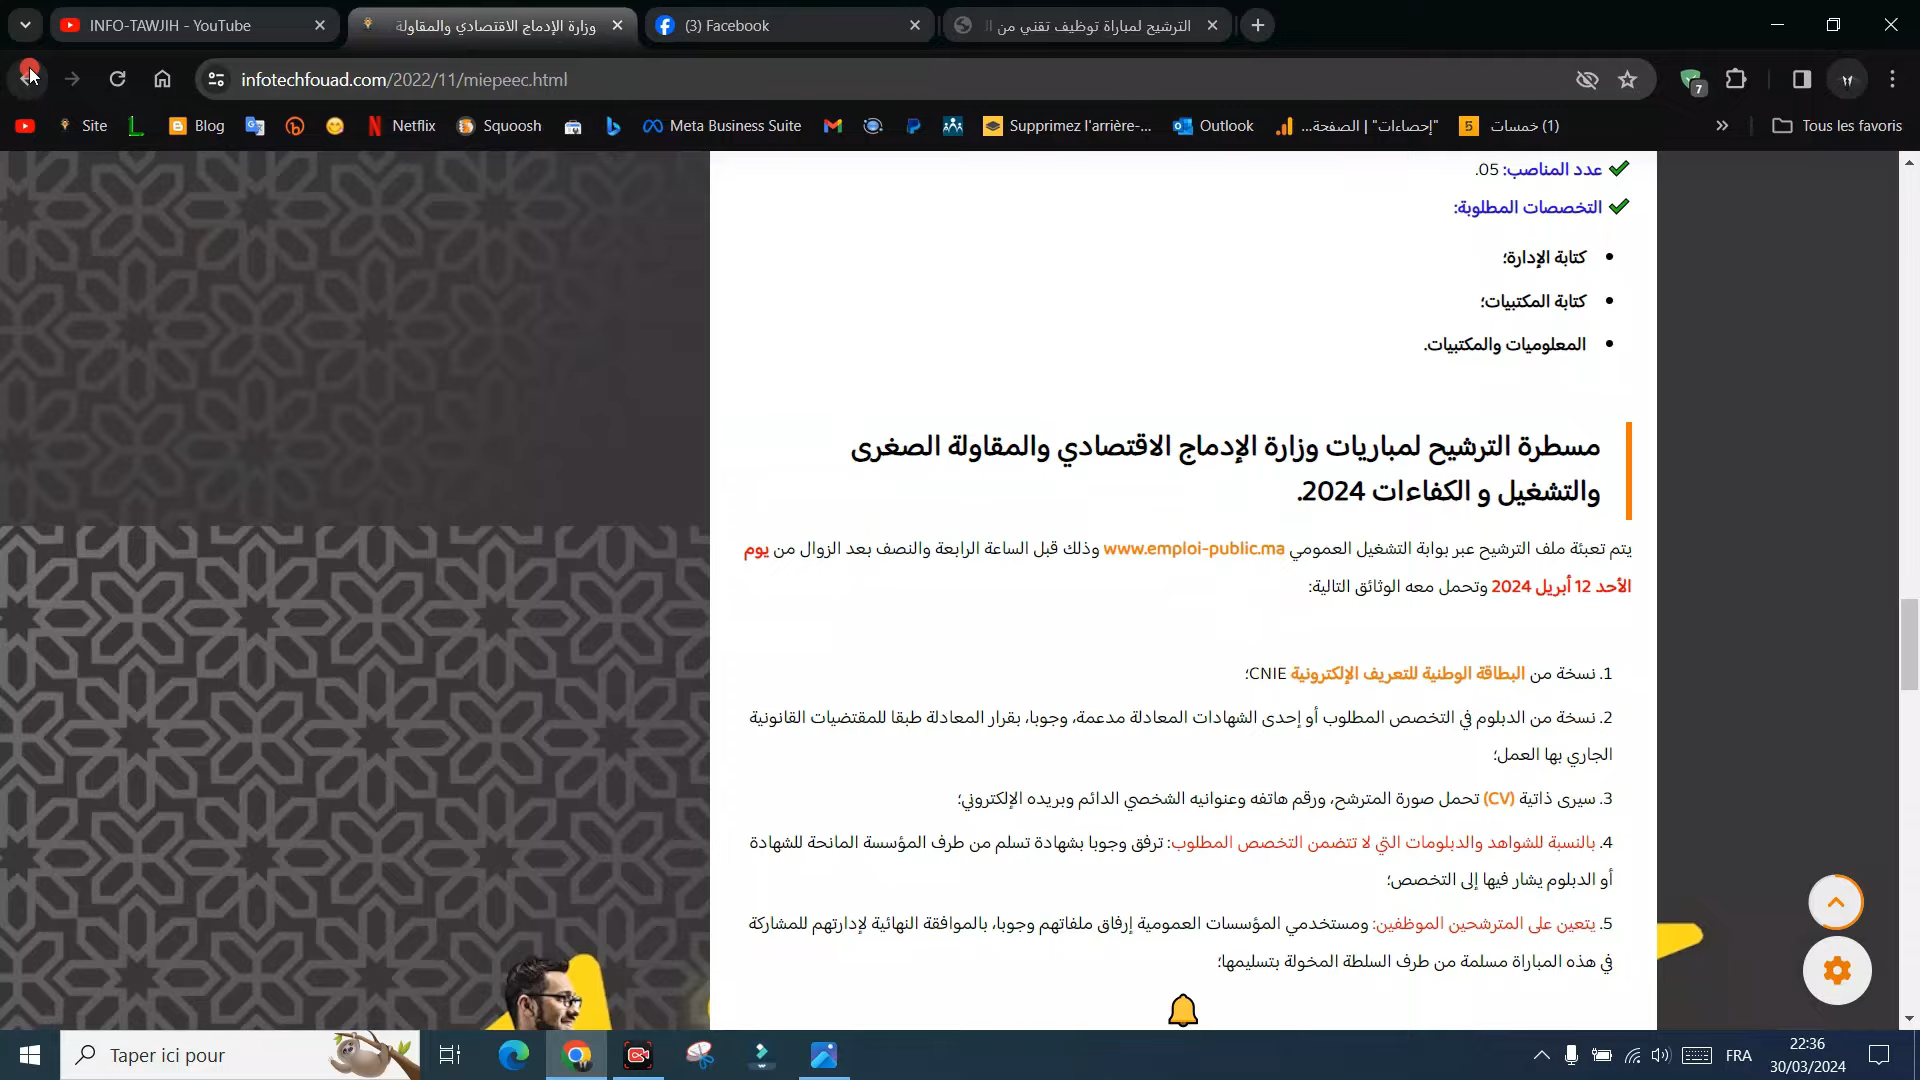 INFO-TAWJIH - YouTube
وزارة الإدماج الاقتصادي والمقاولة
(3) Facebook
الترشيح لمباراة توظيف تقني من ال
infotechfouad.com/2022/11/miepeec.html
7
Site
Blog
Netflix
Squoosh
Meta Business Suite
Supprimez l'arrière-...
Outlook
"إحصاءات" | الصفحة...
5
(1) خمسات
Tous les favoris
عدد المناصب: 05.
التخصصات المطلوبة:
كتابة الإدارة؛
كتابة المكتبيات؛
المعلوميات والمكتبيات.
مسطرة الترشيح لمباريات وزارة الإدماج الاقتصادي والمقاولة الصغرى
والتشغيل و الكفاءات 2024.
يتم تعبئة ملف الترشيح عبر بوابة التشغيل العمومي www.emploi-public.ma وذلك قبل الساعة الرابعة والنصف بعد الزوال من يوم
الأحد 12 أبريل 2024 وتحمل معه الوثائق التالية:
1. نسخة من البطاقة الوطنية للتعريف الإلكترونية CNIE؛
2. نسخة من الدبلوم في التخصص المطلوب أو إحدى الشهادات المعادلة مدعمة، وجوبا، بقرار المعادلة طبقا للمقتضيات القانونية
الجاري بها العمل؛
3. سيرى ذاتية (CV) تحمل صورة المترشح، ورقم هاتفه وعنوانيه الشخصي الدائم وبريده الإلكتروني؛
4. بالنسبة للشواهد والدبلومات التي لا تتضمن التخصص المطلوب: ترفق وجوبا بشهادة تسلم من طرف المؤسسة المانحة للشهادة
أو الدبلوم يشار فيها إلى التخصص؛
5. يتعين على المترشحين الموظفين: ومستخدمي المؤسسات العمومية إرفاق ملفاتهم وجوبا، بالموافقة النهائية لإدارتهم للمشاركة
في هذه المباراة مسلمة من طرف السلطة المخولة بتسليمها؛
Taper ici pour
FRA
22:36
30/03/2024